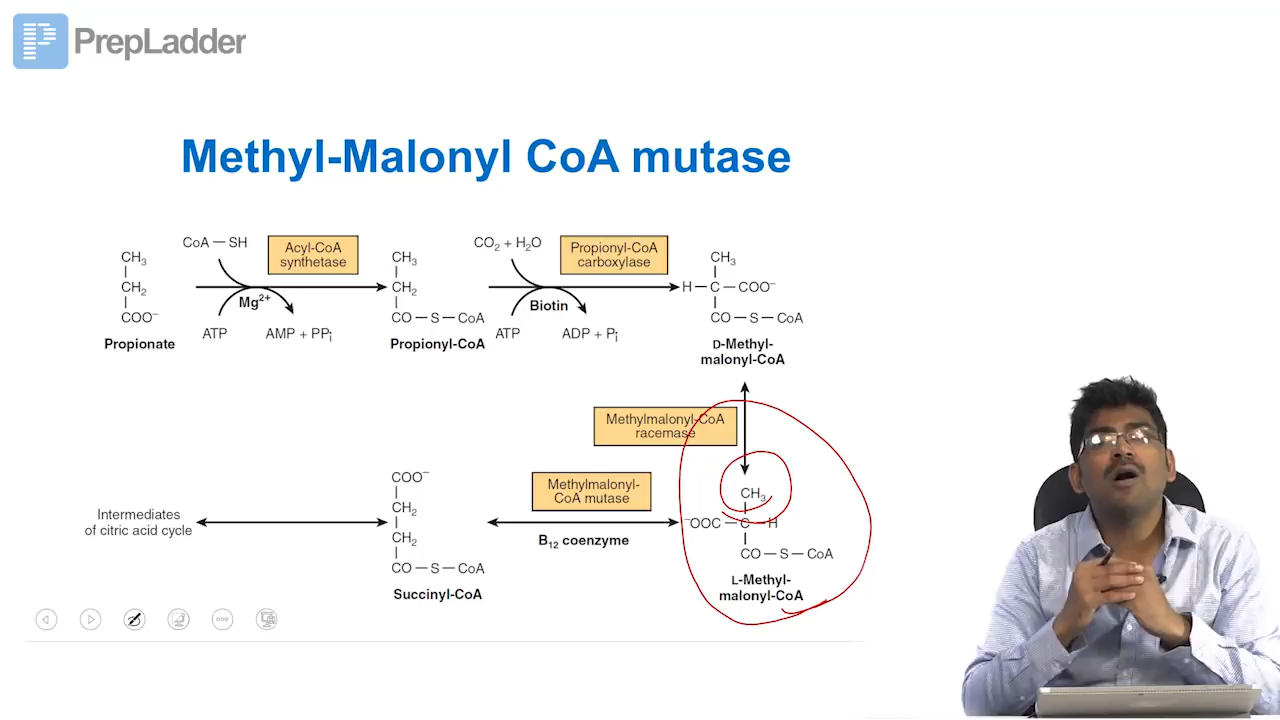 PrepLadder
Methyl-Malonyl CoA mutase
CoA — SH
Acyl-CoA
synthetase
CO₂ + H₂O
Propionyl-CoA
carboxylase
CH₃
CH₂
COO⁻
Propionate
Mg²⁺
ATP
AMP + PPᵢ
CH₃
CH₂
CO — S — CoA
Propionyl-CoA
Biotin
ATP
ADP + Pᵢ
CH₃
H — C — COO⁻
CO — S — CoA
D-Methyl-
malonyl-CoA
Methylmalonyl-CoA
racemase
Intermediates
of citric acid cycle
COO⁻
CH₂
CH₂
CO — S — CoA
Succinyl-CoA
Methylmalonyl-
CoA mutase
B₁₂ coenzyme
CH₃
⁻OOC — C — H
CO — S — CoA
L-Methyl-
malonyl-CoA